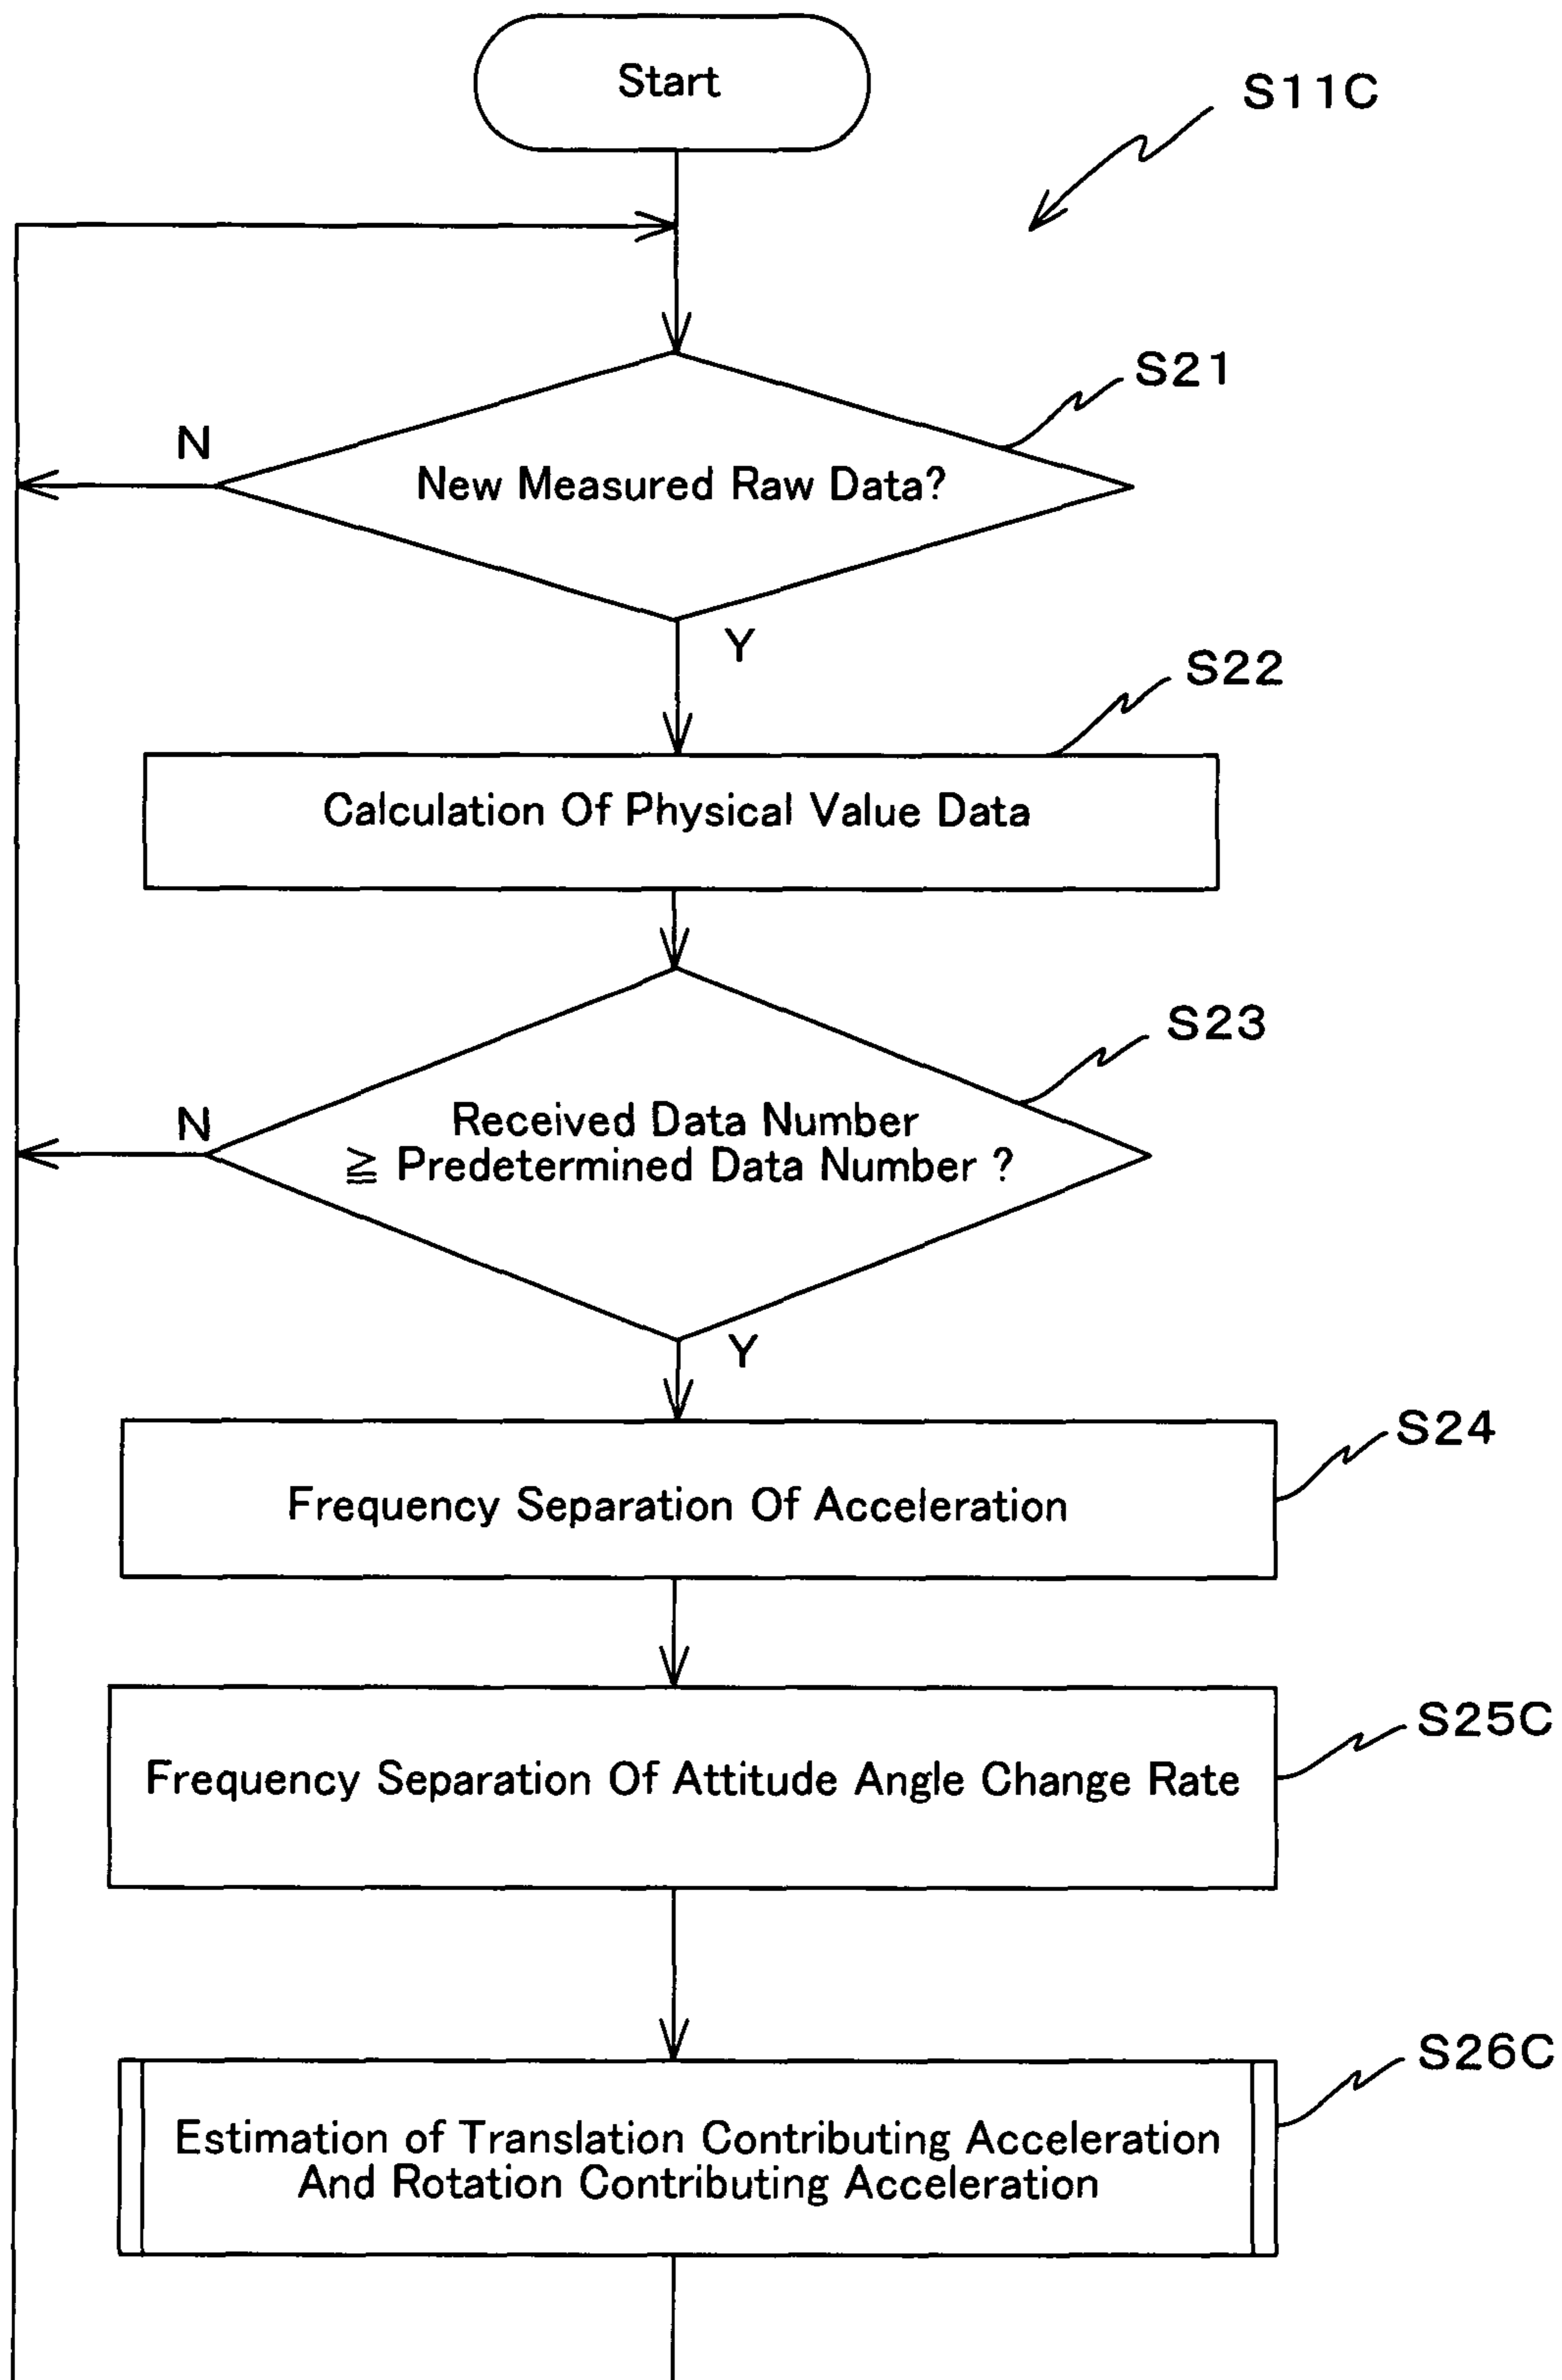 Start
S11C
S21
N
New Measured Raw Data?
Y
S22
Calculation Of Physical Value Data
S23
N
Received Data Number
≧ Predetermined Data Number ?
Y
S24
Frequency Separation Of Acceleration
S25C
Frequency Separation Of Attitude Angle Change Rate
S26C
Estimation of Translation Contributing Acceleration
And Rotation Contributing Acceleration